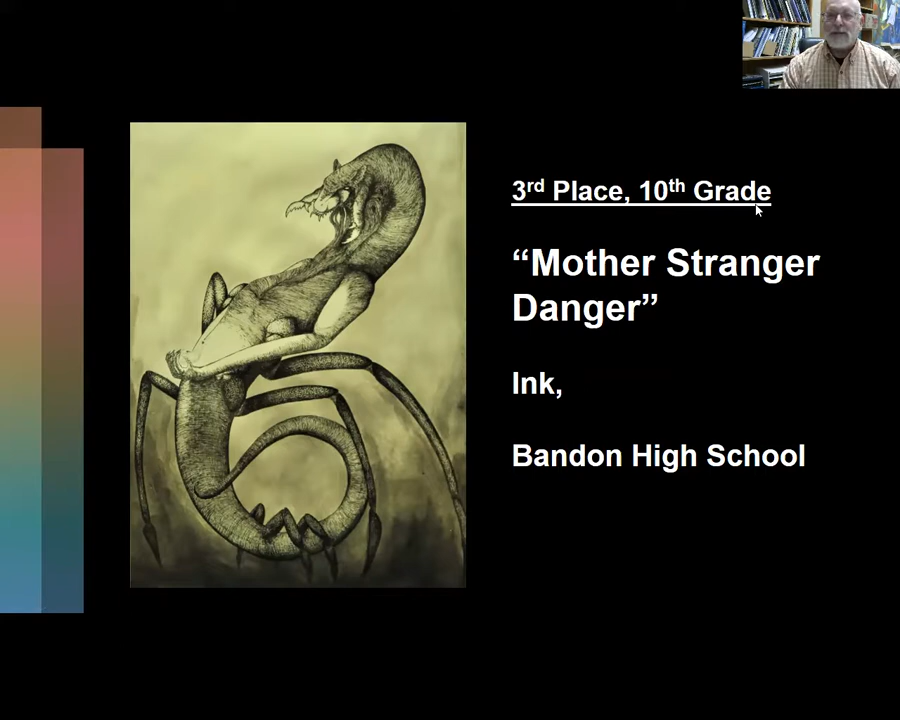 3rd Place, 10th Grade
“Mother Stranger
Danger”
Ink,
Bandon High School